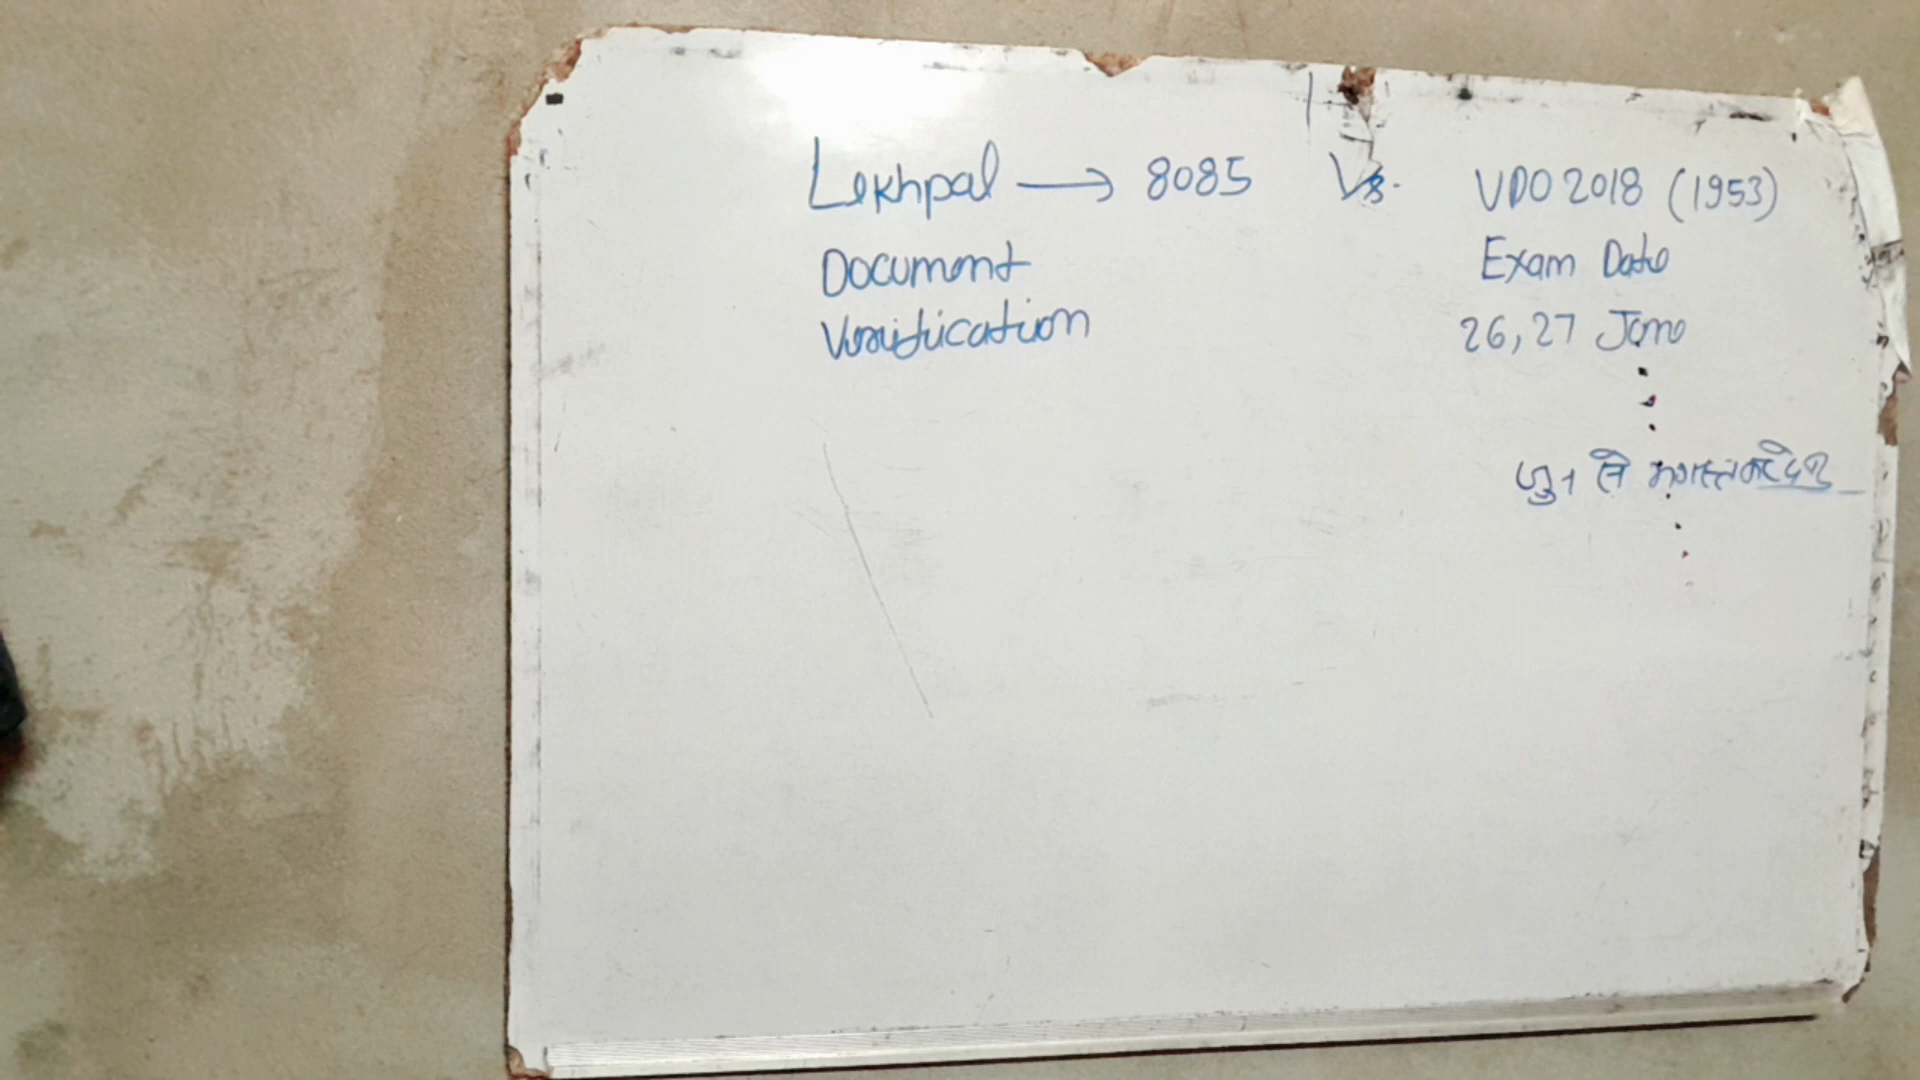 Lekhpal → 8085 Vs. VDO 2018 (1953)
Document Exam Date
Verification 26, 27 June